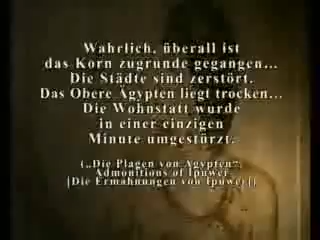 Wahrlich, überall ist
das Korn zugrunde gegangen...
Die Städte sind zerstört.
Das Obere Ägypten liegt trocken...
Die Wohnstatt wurde
in einer einzigen
Minute umgestürzt.
(„Die Plagen von Ägypten“,
Admonitions of Ipuwer
[Die Ermahnungen von Ipuwer])